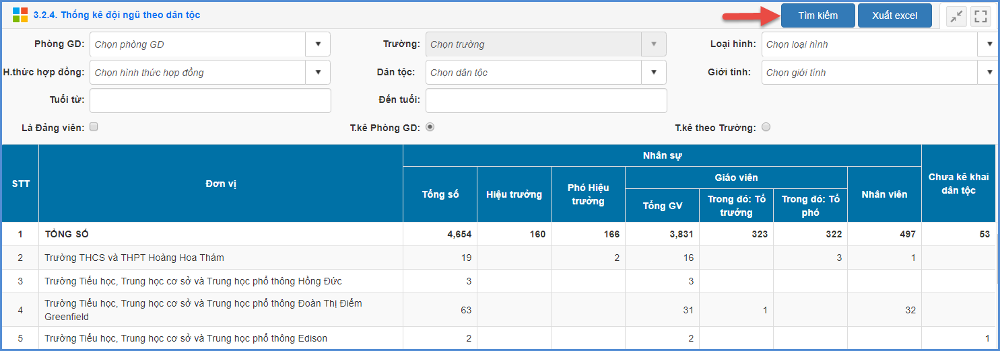 3.2.4. Thống kê đội ngũ theo dân tộc
Tìm kiếm Xuất excel
Phòng GD: Chọn phòng GD Trường: Chọn trường Loại hình: Chọn loại hình
H.thức hợp đồng: Chọn hình thức hợp đồng Dân tộc: Chọn dân tộc Giới tính: Chọn giới tính
Tuổi từ: Đến tuổi:
Là Đảng viên: T.kê Phòng GD: T.kê theo Trường:
STT Đơn vị Nhân sự Chưa kê khai
dân tộc
Tổng số Hiệu trưởng Phó Hiệu
trưởng Giáo viên Nhân viên
Tổng GV Trong đó: Tổ
trưởng Trong đó: Tổ
phó
1 TỔNG SỐ 4,654 160 166 3,831 323 322 497 53
2 Trường THCS và THPT Hoàng Hoa Thám 19 2 16 3 1
3 Trường Tiểu học, Trung học cơ sở và Trung học phổ thông Hồng Đức 3 3
4 Trường Tiểu học, Trung học cơ sở và Trung học phổ thông Đoàn Thị Điểm
Greenfield 63 31 1 32
5 Trường Tiểu học, Trung học cơ sở và Trung học phổ thông Edison 2 2 1